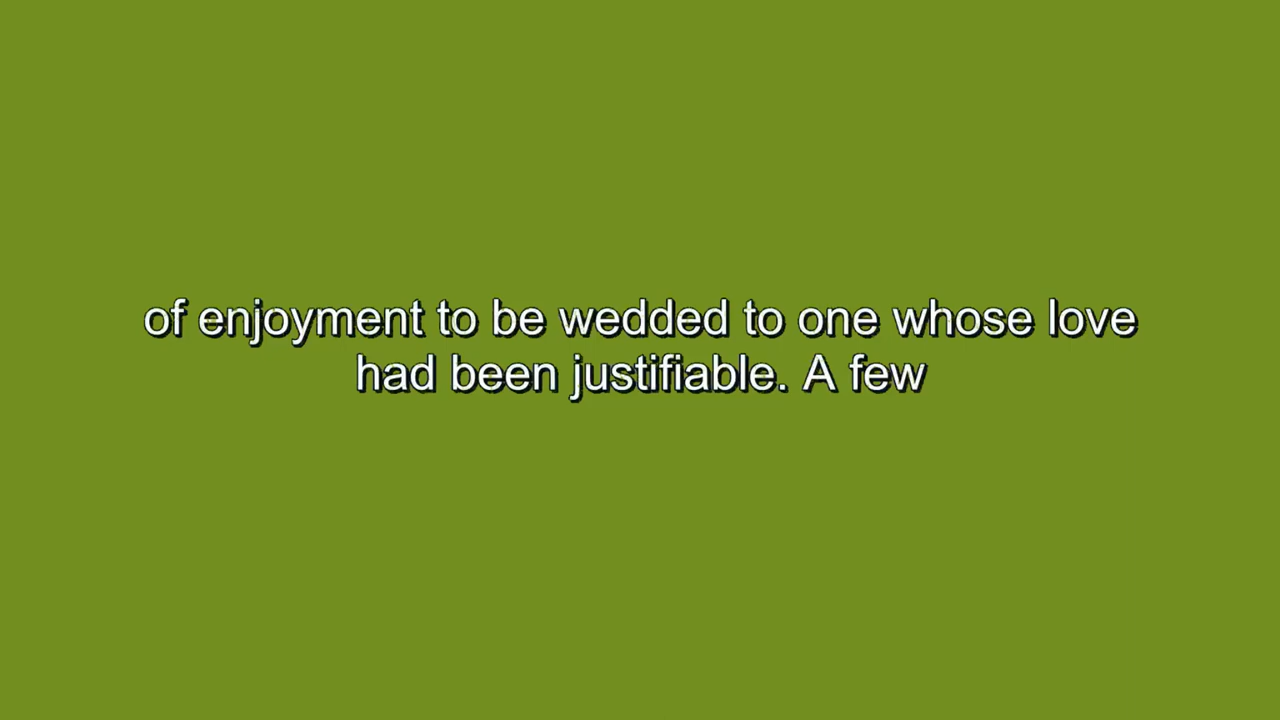 of enjoyment to be wedded to one whose love
had been justifiable. A few